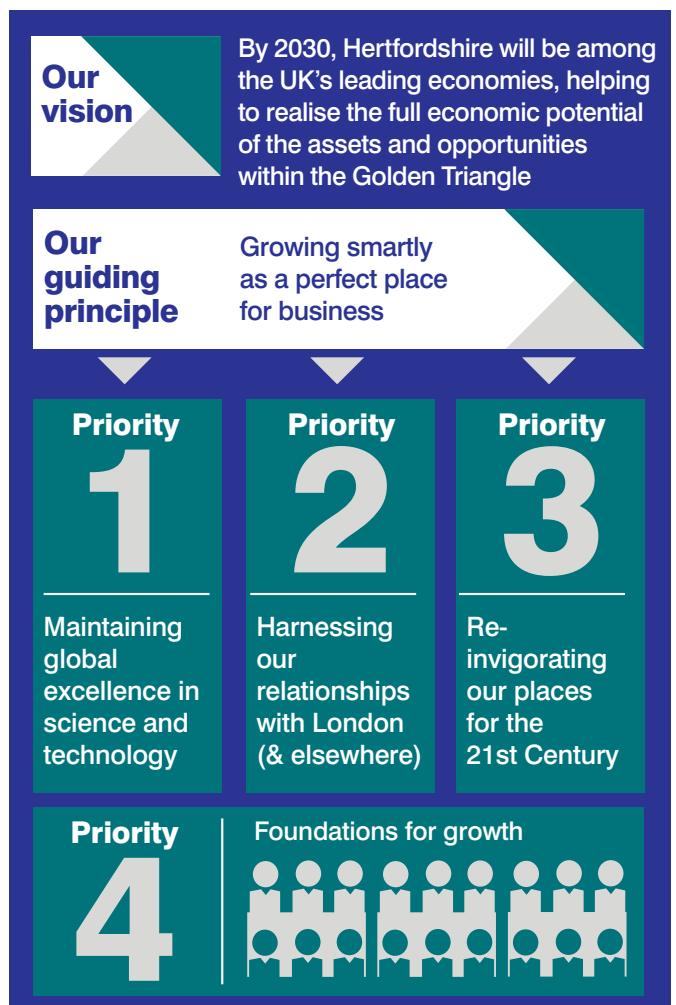 Our
vision
By 2030, Hertfordshire will be among
the UK's leading economies, helping
to realise the full economic potential
of the assets and opportunities
within the Golden Triangle
Our
guiding
principle
Growing smartly
as a perfect place
for business
Priority
1
Maintaining
global
excellence in
science and
technology
Priority
2
Harnessing
our
relationships
with London
(& elsewhere)
Priority
3
Re-
invigorating
our places
for the
21st Century
Priority
4
Foundations for growth